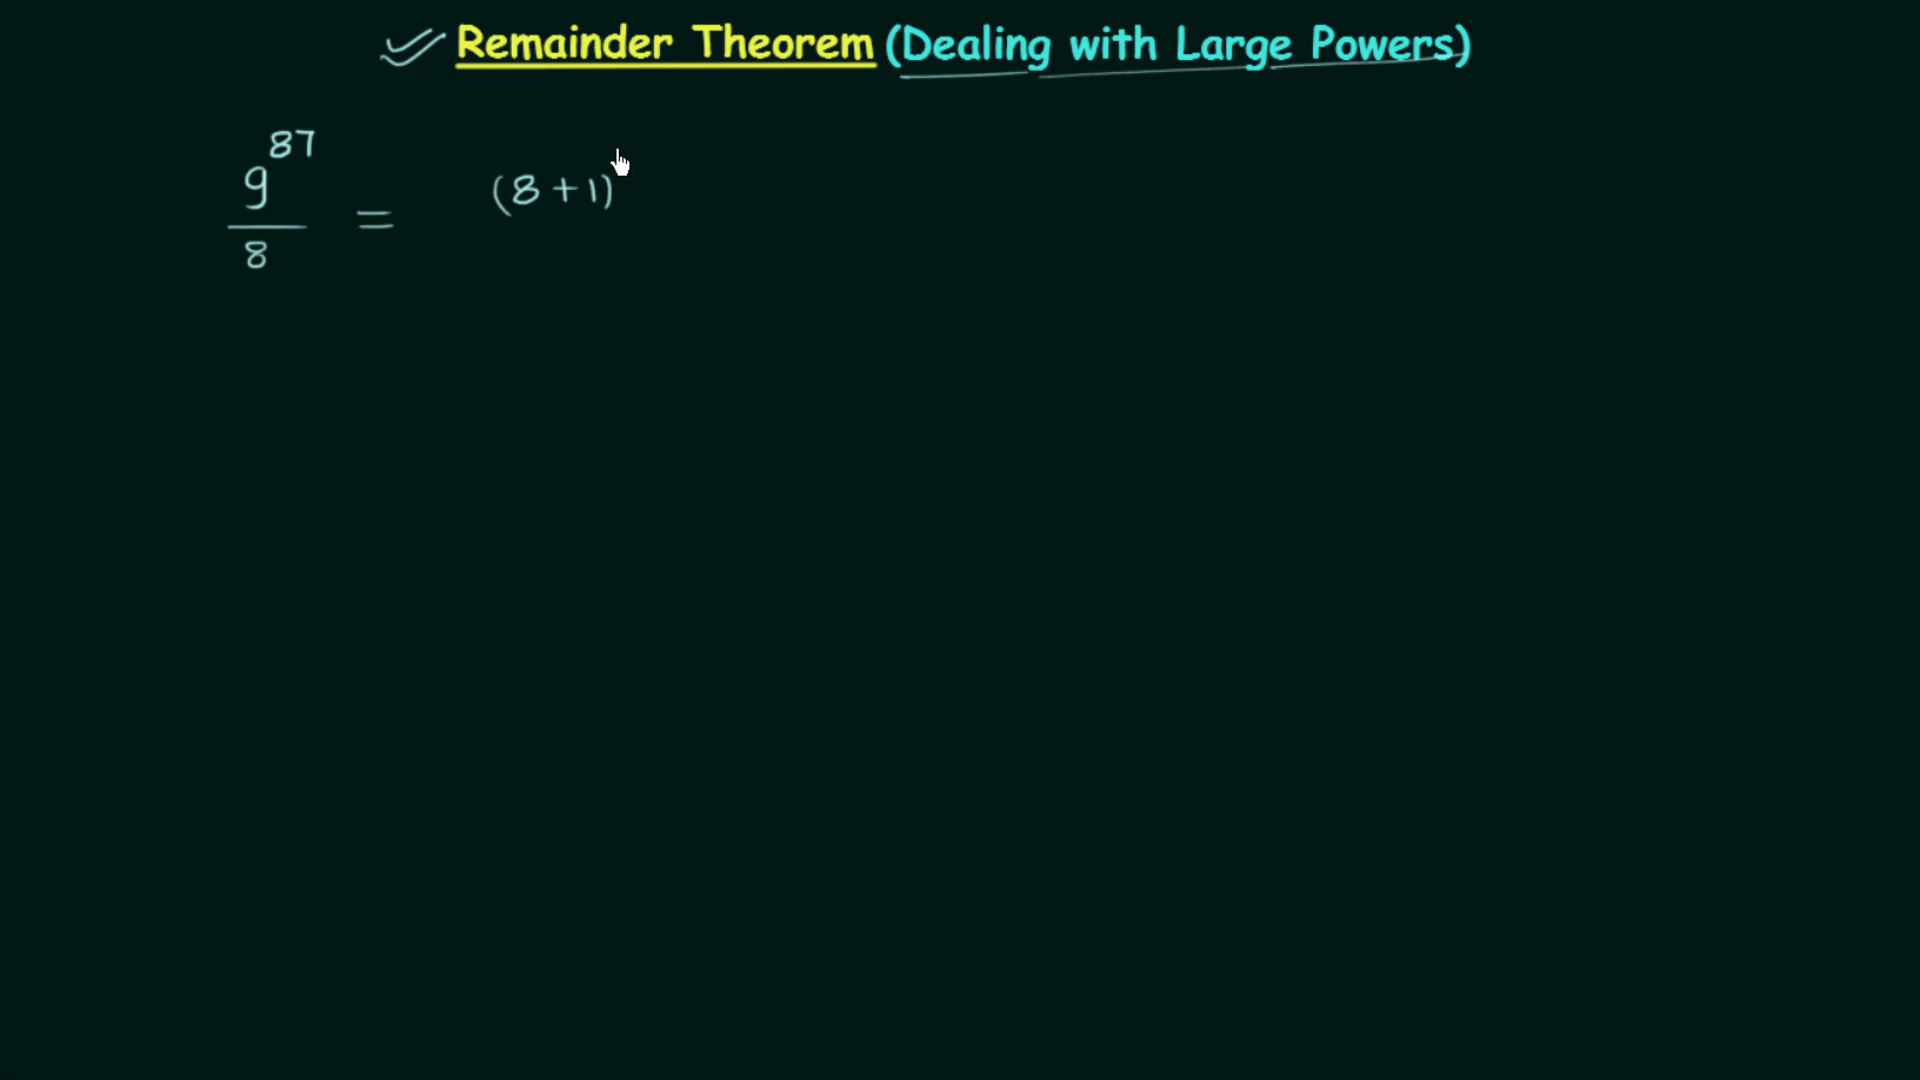 Remainder Theorem (Dealing with Large Powers)
9^87 / 8 = (8+1)